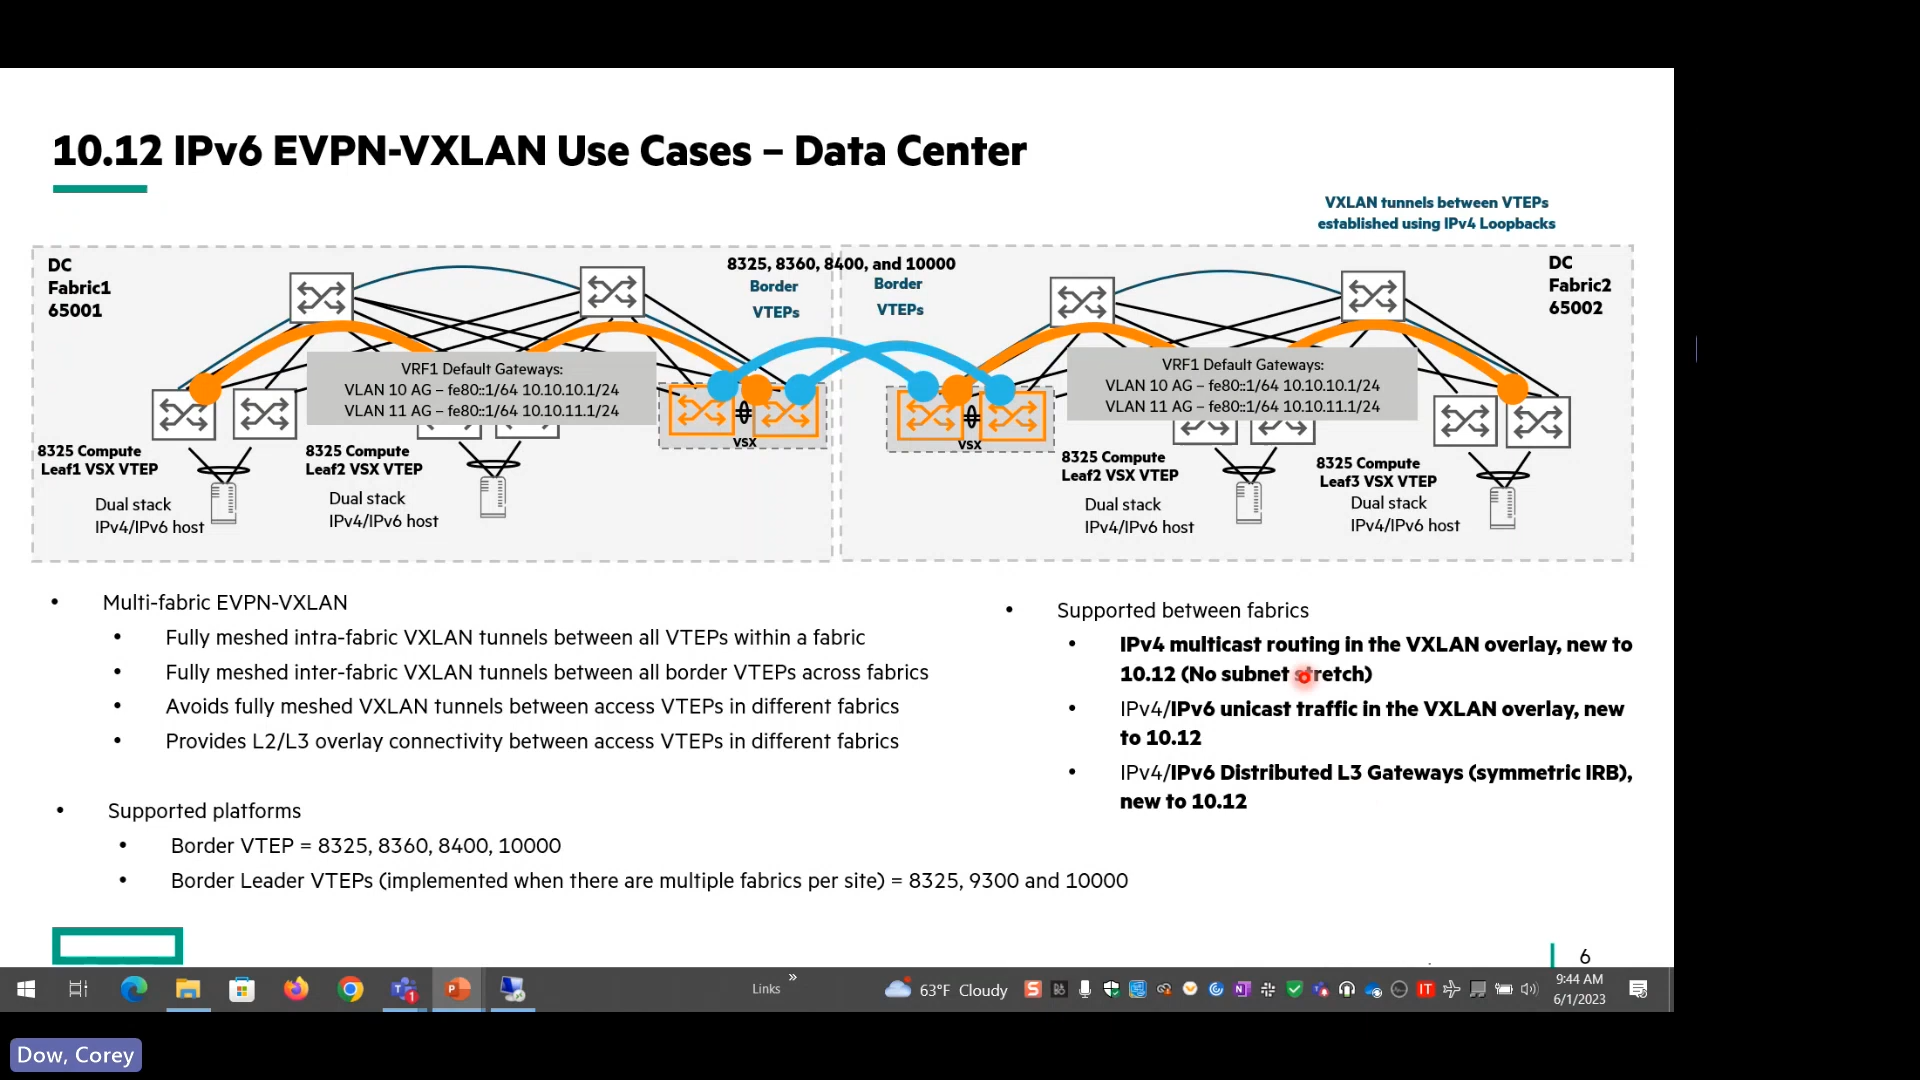 10.12 IPv6 EVPN-VXLAN Use Cases – Data Center
VXLAN tunnels between VTEPs
established using IPv4 Loopbacks
DC
Fabric1
65001
8325, 8360, 8400, and 10000
Border
VTEPs
Border
VTEPs
DC
Fabric2
65002
VRF1 Default Gateways:
VLAN 10 AG – fe80::1/64 10.10.10.1/24
VLAN 11 AG – fe80::1/64 10.10.11.1/24
VRF1 Default Gateways:
VLAN 10 AG – fe80::1/64 10.10.10.1/24
VLAN 11 AG – fe80::1/64 10.10.11.1/24
VSX
VSX
8325 Compute
Leaf1 VSX VTEP
8325 Compute
Leaf2 VSX VTEP
8325 Compute
Leaf2 VSX VTEP
8325 Compute
Leaf3 VSX VTEP
Dual stack
IPv4/IPv6 host
Dual stack
IPv4/IPv6 host
Dual stack
IPv4/IPv6 host
Dual stack
IPv4/IPv6 host
• Multi-fabric EVPN-VXLAN
• Fully meshed intra-fabric VXLAN tunnels between all VTEPs within a fabric
• Fully meshed inter-fabric VXLAN tunnels between all border VTEPs across fabrics
• Avoids fully meshed VXLAN tunnels between access VTEPs in different fabrics
• Provides L2/L3 overlay connectivity between access VTEPs in different fabrics
• Supported platforms
• Border VTEP = 8325, 8360, 8400, 10000
• Border Leader VTEPs (implemented when there are multiple fabrics per site) = 8325, 9300 and 10000
• Supported between fabrics
• IPv4 multicast routing in the VXLAN overlay, new to
10.12 (No subnet stretch)
• IPv4/IPv6 unicast traffic in the VXLAN overlay, new
to 10.12
• IPv4/IPv6 Distributed L3 Gateways (symmetric IRB),
new to 10.12
6
Links
63°F Cloudy
9:44 AM
6/1/2023
Dow, Corey